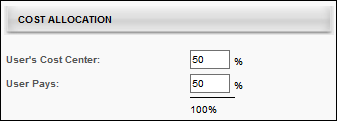 COST ALLOCATION
User's Cost Center: 50 %
User Pays: 50 %
100%